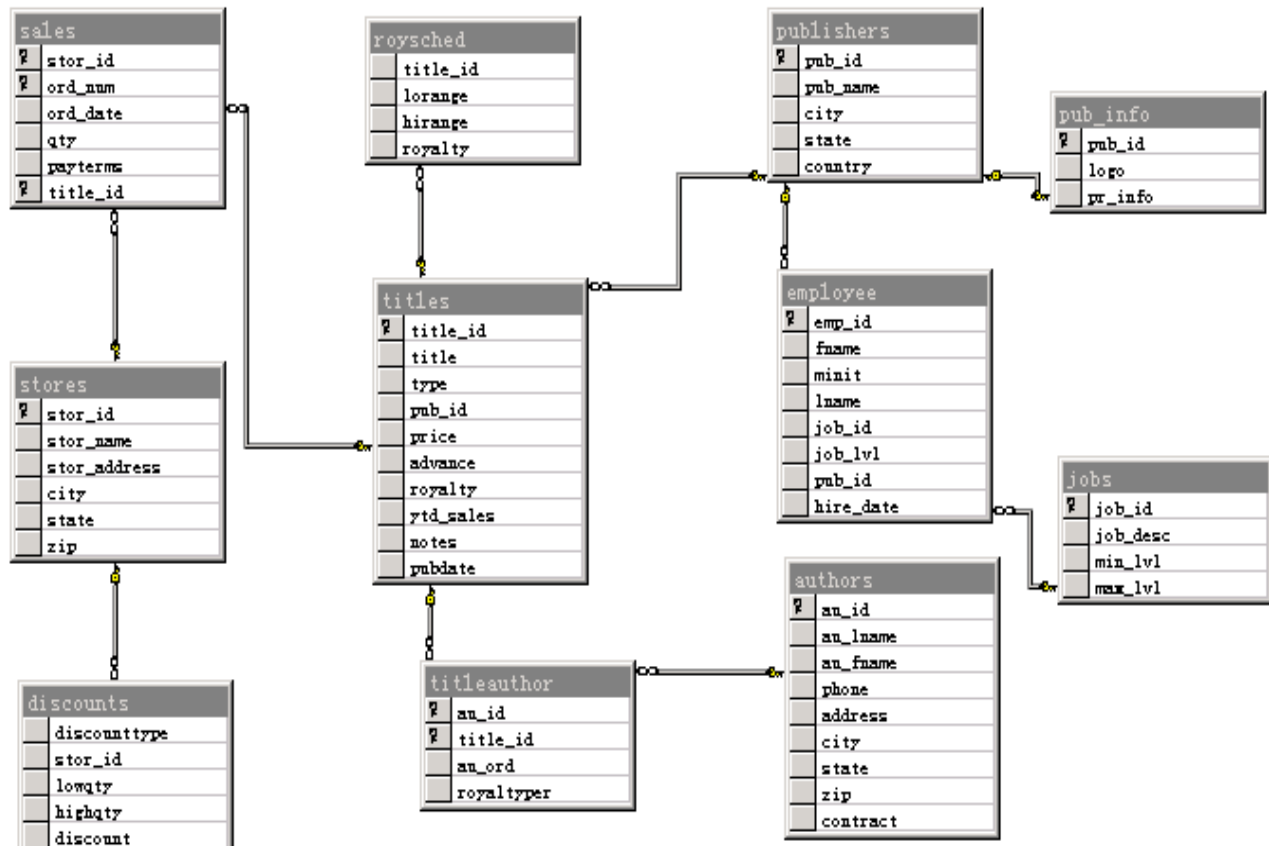 sales
stor_id
ord_num
ord_date
qty
payterms
title_id
roysched
title_id
lorange
hirange
royalty
publishers
pub_id
pub_name
city
state
country
pub_info
pub_id
logo
pr_info
titles
title_id
title
type
pub_id
price
advance
royalty
ytd_sales
notes
pubdate
employee
emp_id
fname
minit
lname
job_id
job_lvl
pub_id
hire_date
stores
stor_id
stor_name
stor_address
city
state
zip
jobs
job_id
job_desc
min_lvl
max_lvl
authors
au_id
au_lname
au_fname
phone
address
city
state
zip
contract
titleauthor
au_id
title_id
au_ord
royaltyper
discounts
discounttype
stor_id
lowqty
highqty
discount